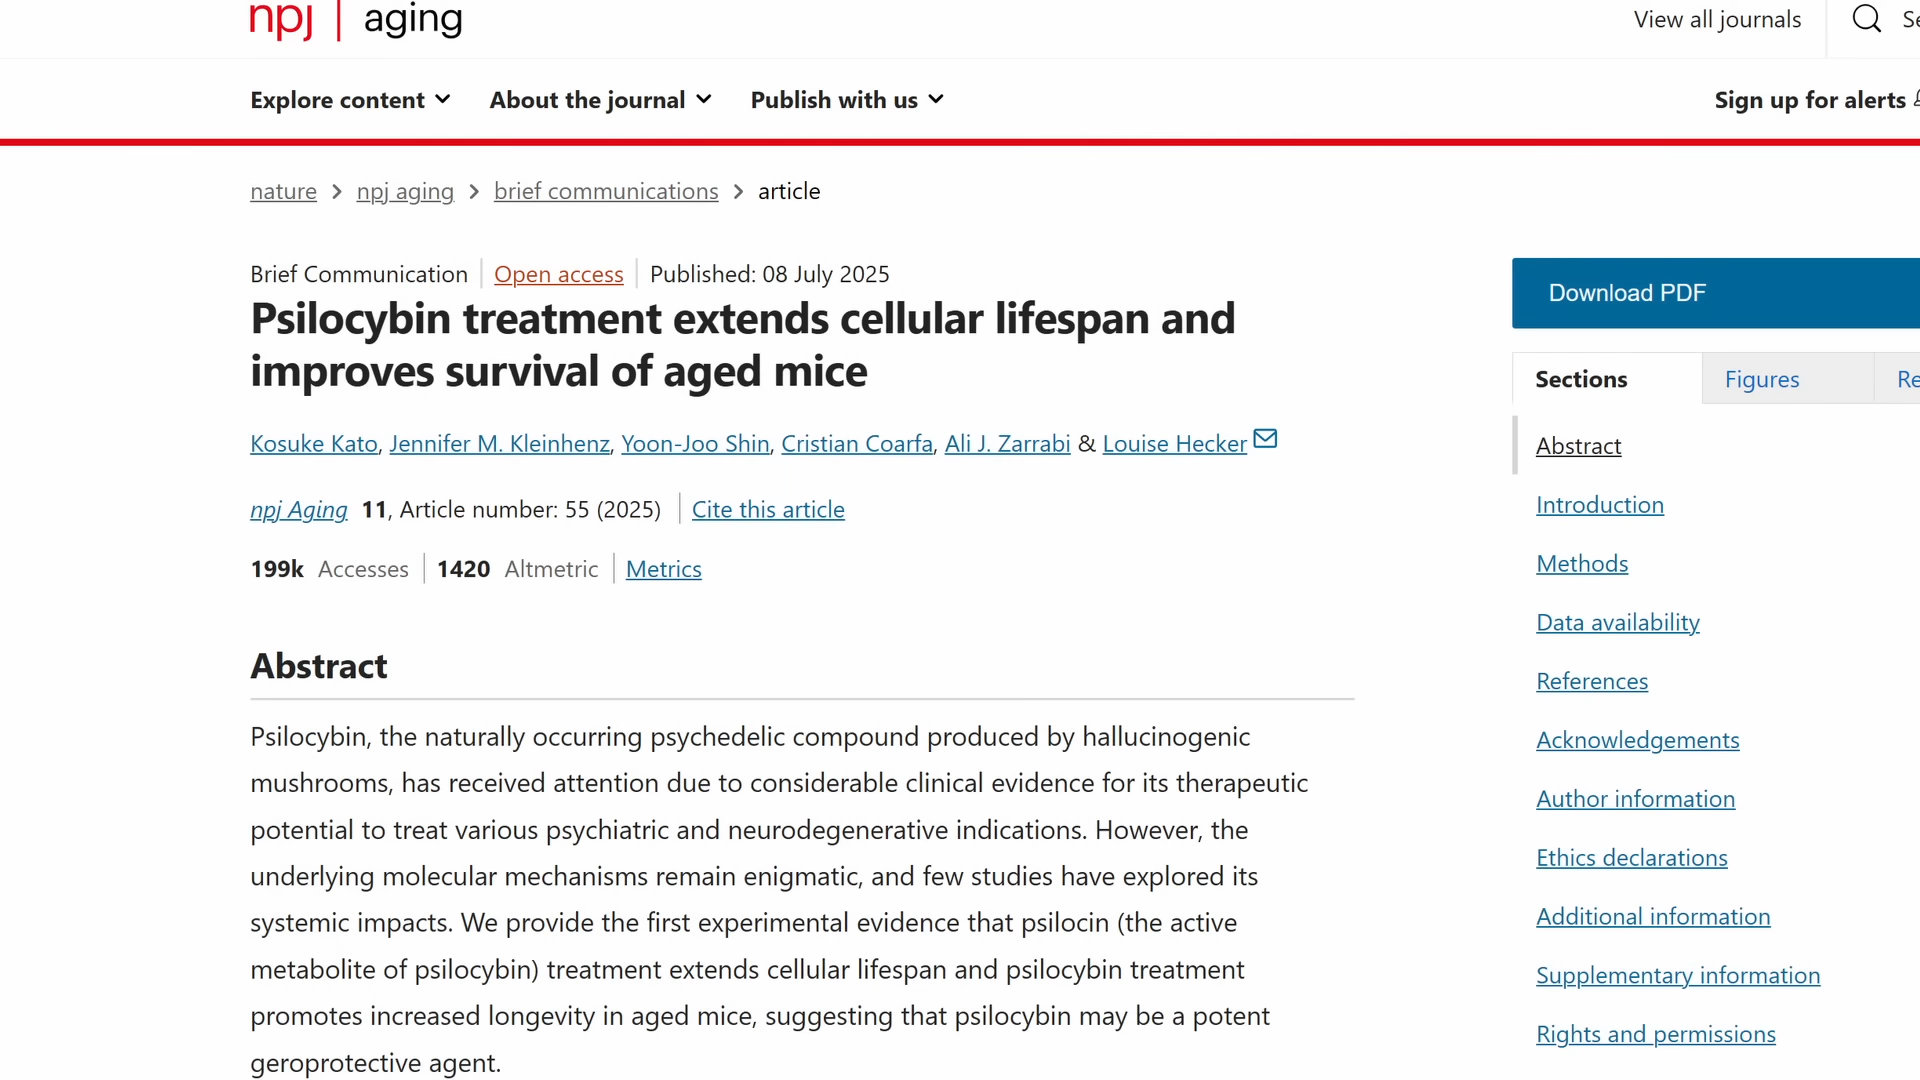 npj | aging
View all journals
Explore content
About the journal
Publish with us
Sign up for alerts
nature > npj aging > brief communications > article
Brief Communication | Open access | Published: 08 July 2025
Psilocybin treatment extends cellular lifespan and
improves survival of aged mice
Kosuke Kato, Jennifer M. Kleinhenz, Yoon-Joo Shin, Cristian Coarfa, Ali J. Zarrabi & Louise Hecker
npj Aging 11, Article number: 55 (2025) | Cite this article
199k Accesses | 1420 Altmetric | Metrics
Abstract
Psilocybin, the naturally occurring psychedelic compound produced by hallucinogenic
mushrooms, has received attention due to considerable clinical evidence for its therapeutic
potential to treat various psychiatric and neurodegenerative indications. However, the
underlying molecular mechanisms remain enigmatic, and few studies have explored its
systemic impacts. We provide the first experimental evidence that psilocin (the active
metabolite of psilocybin) treatment extends cellular lifespan and psilocybin treatment
promotes increased longevity in aged mice, suggesting that psilocybin may be a potent
geroprotective agent.
Download PDF
Sections
Figures
Abstract
Introduction
Methods
Data availability
References
Acknowledgements
Author information
Ethics declarations
Additional information
Supplementary information
Rights and permissions